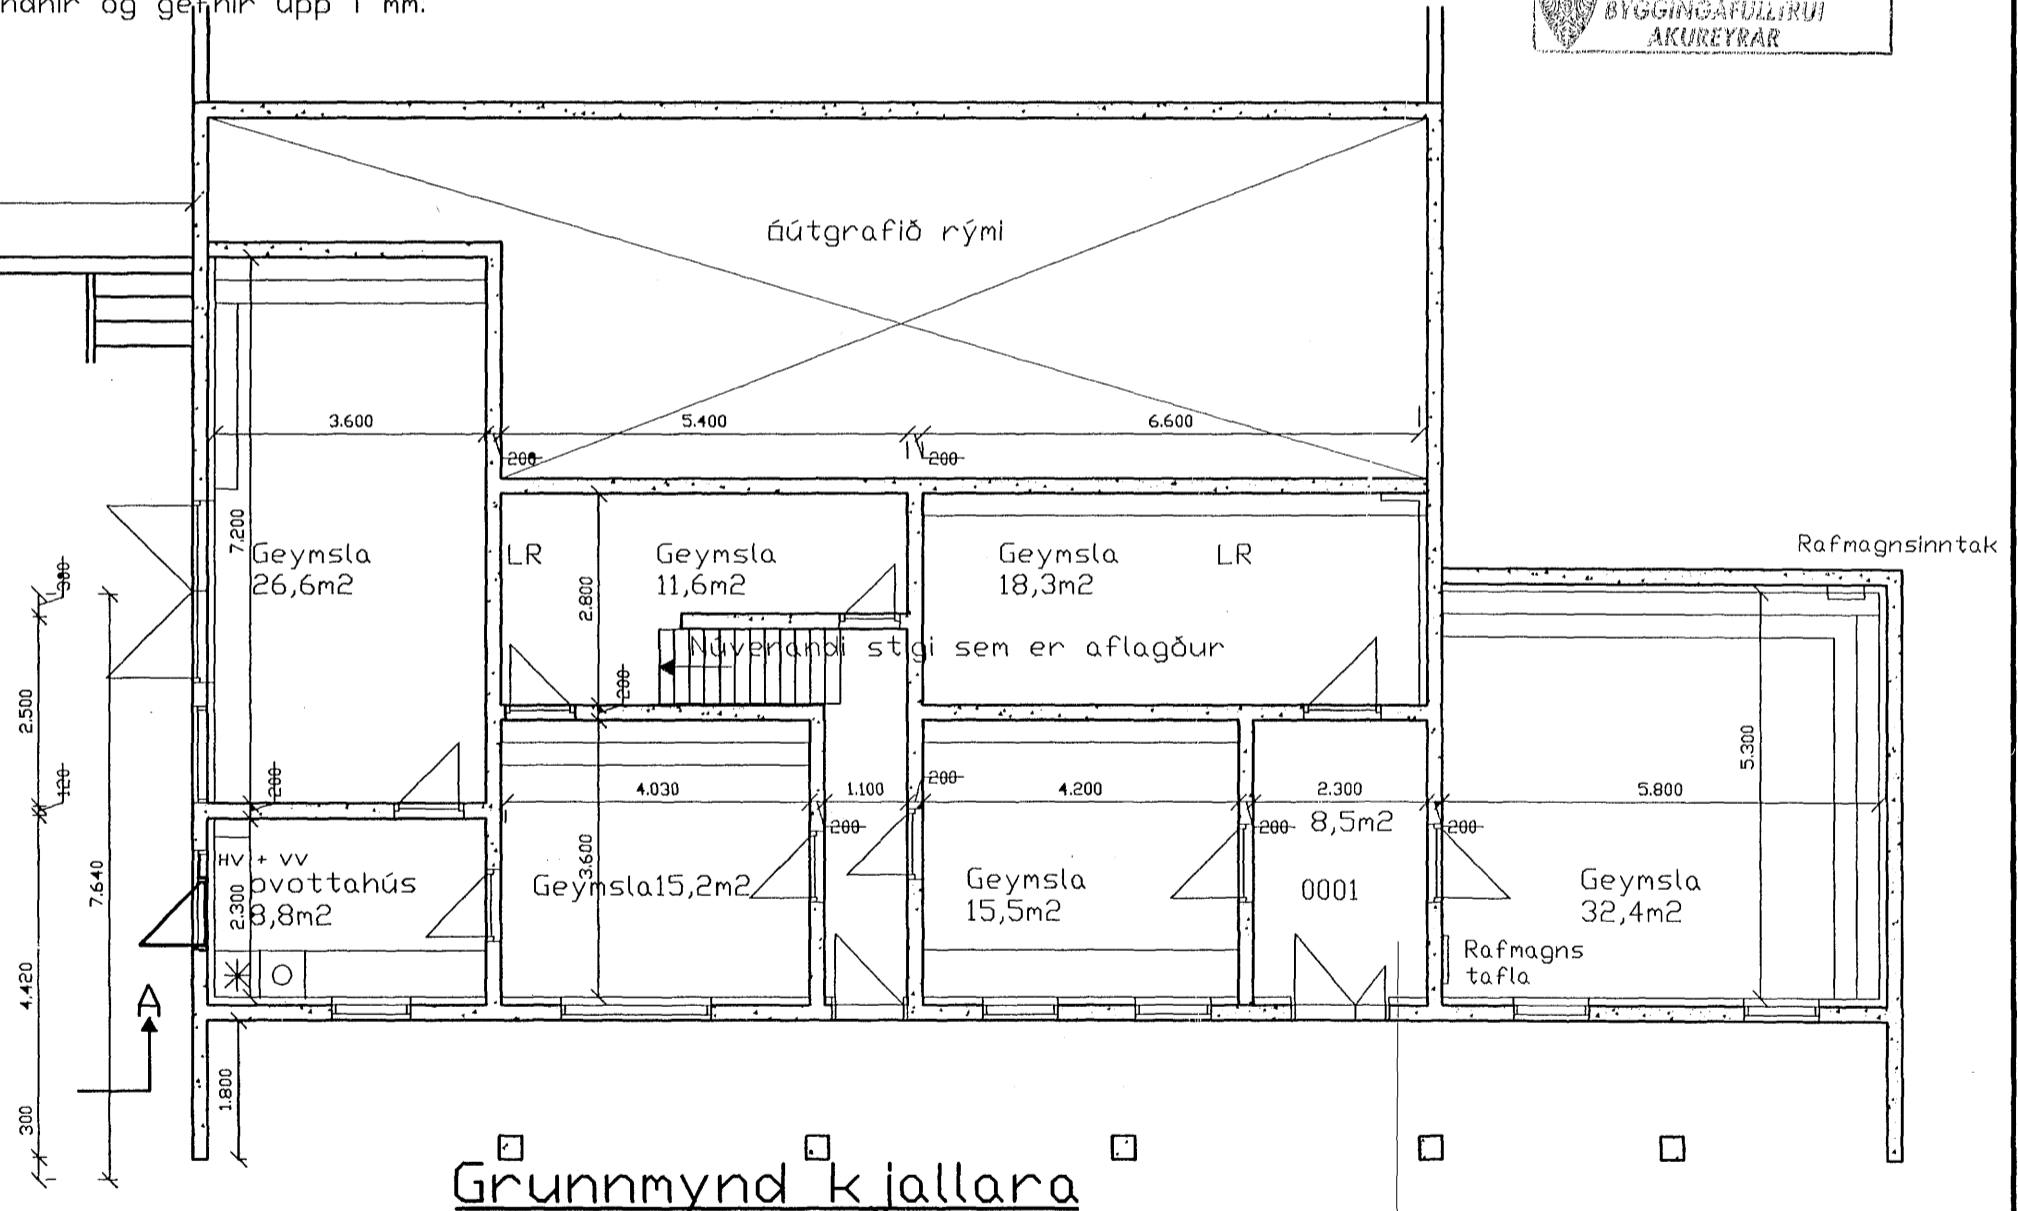 og gefnir upp í mm.
BYGGINGAFULLTRÚI
AKUREYRAR
óútgrafið rými
3.600
5.400
6.600
200
200
Rafmagnsinntak
7.200
Geymsla
26,6m2
LR
Geymsla
11,6m2
Geymsla
18,3m2
LR
2.800
300
Núverandi stgi sem er aflagður
200
2.500
120
200
4.030
1.100
200
4.200
2.300
5.300
5.800
200
200
8,5m2
200
7.640
HV + VV
Þvottahús
8,8m2
2.300
3.600
Geymsla15,2m2
Geymsla
15,5m2
0001
Geymsla
32,4m2
Rafmagns
tafla
4.420
A
1.800
300
Grunnmynd kjallara